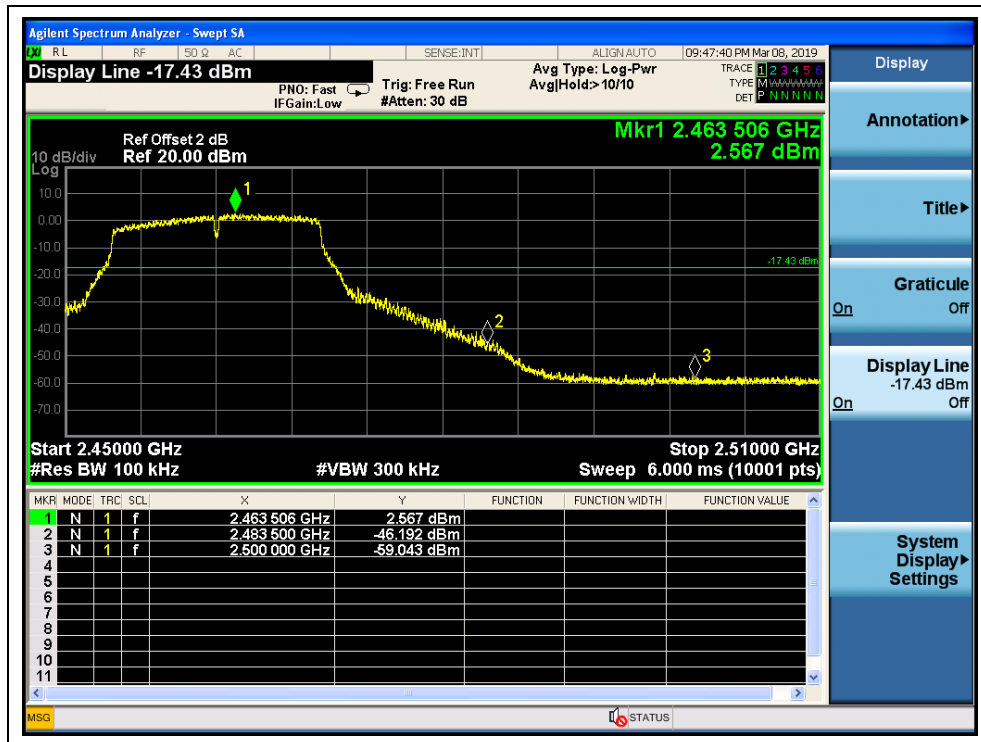 Agilent Spectrum Analyzer - Swept SA
LXI RL RF 50 Ω AC SENSE:INT ALIGN AUTO 09:47:40 PM Mar 08, 2019
Display Line -17.43 dBm
PNO: Fast
IFGain:Low
Trig: Free Run
#Atten: 30 dB
Avg Type: Log-Pwr
Avg|Hold:>10/10
TRACE 1 2 3 4 5 6
TYPE M WWWWW
DET P N N N N N
Ref Offset 2 dB
Ref 20.00 dBm
10 dB/div
Log
Mkr1 2.463 506 GHz
2.567 dBm
10.0
0.00
-10.0
-20.0
-30.0
-40.0
-50.0
-60.0
-70.0
1
2
3
-17.43 dBm
Start 2.45000 GHz Stop 2.51000 GHz
#Res BW 100 kHz #VBW 300 kHz Sweep 6.000 ms (10001 pts)
MKR MODE TRC SCL X Y FUNCTION FUNCTION WIDTH FUNCTION VALUE
1 N 1 f 2.463 506 GHz 2.567 dBm
2 N 1 f 2.483 500 GHz -46.192 dBm
3 N 1 f 2.500 000 GHz -59.043 dBm
4
5
6
7
8
9
10
11
MSG STATUS
Display
Annotation
Title
Graticule
On Off
Display Line
-17.43 dBm
On Off
System
Display
Settings